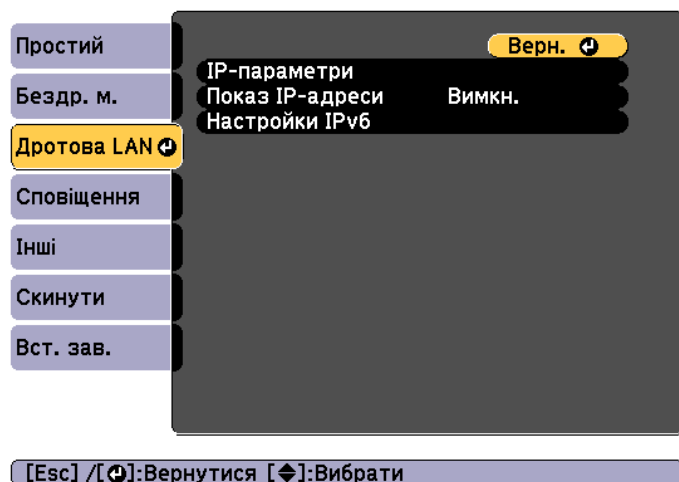 Простий
Бездр. м.
Дротова LAN
Сповіщення
Інші
Скинути
Вст. зав.
Верн.
IP-параметри
Показ IP-адреси Вимкн.
Настройки IPv6
[Esc] /[⏎]:Вернутися [◆]:Вибрати